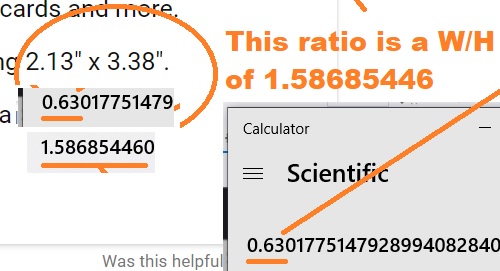 cards and more.
This ratio is a W/H
of 1.58685446
2.13" x 3.38".
0.63017751479
1.586854460
Calculator
Scientific
0.6301775147928994082840
Was this helpful